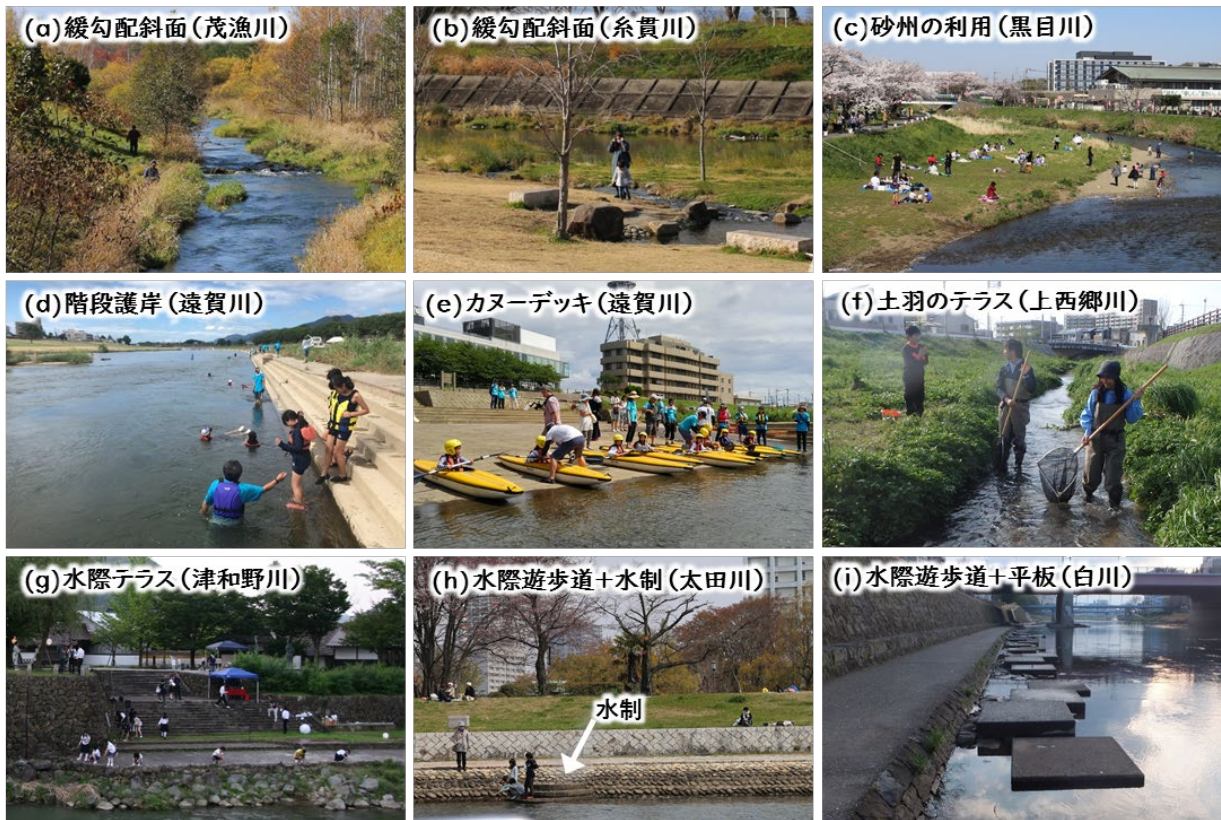 (a)緩勾配斜面(茂漁川)
(b)緩勾配斜面(糸貫川)
(c)砂州の利用(黒目川)
(d)階段護岸(遠賀川)
(e)カヌーデッキ(遠賀川)
(f)土羽のテラス(上西郷川)
(g)水際テラス(津和野川)
(h)水際遊歩道+水制(太田川)
水制
(i)水際遊歩道+平板(白川)